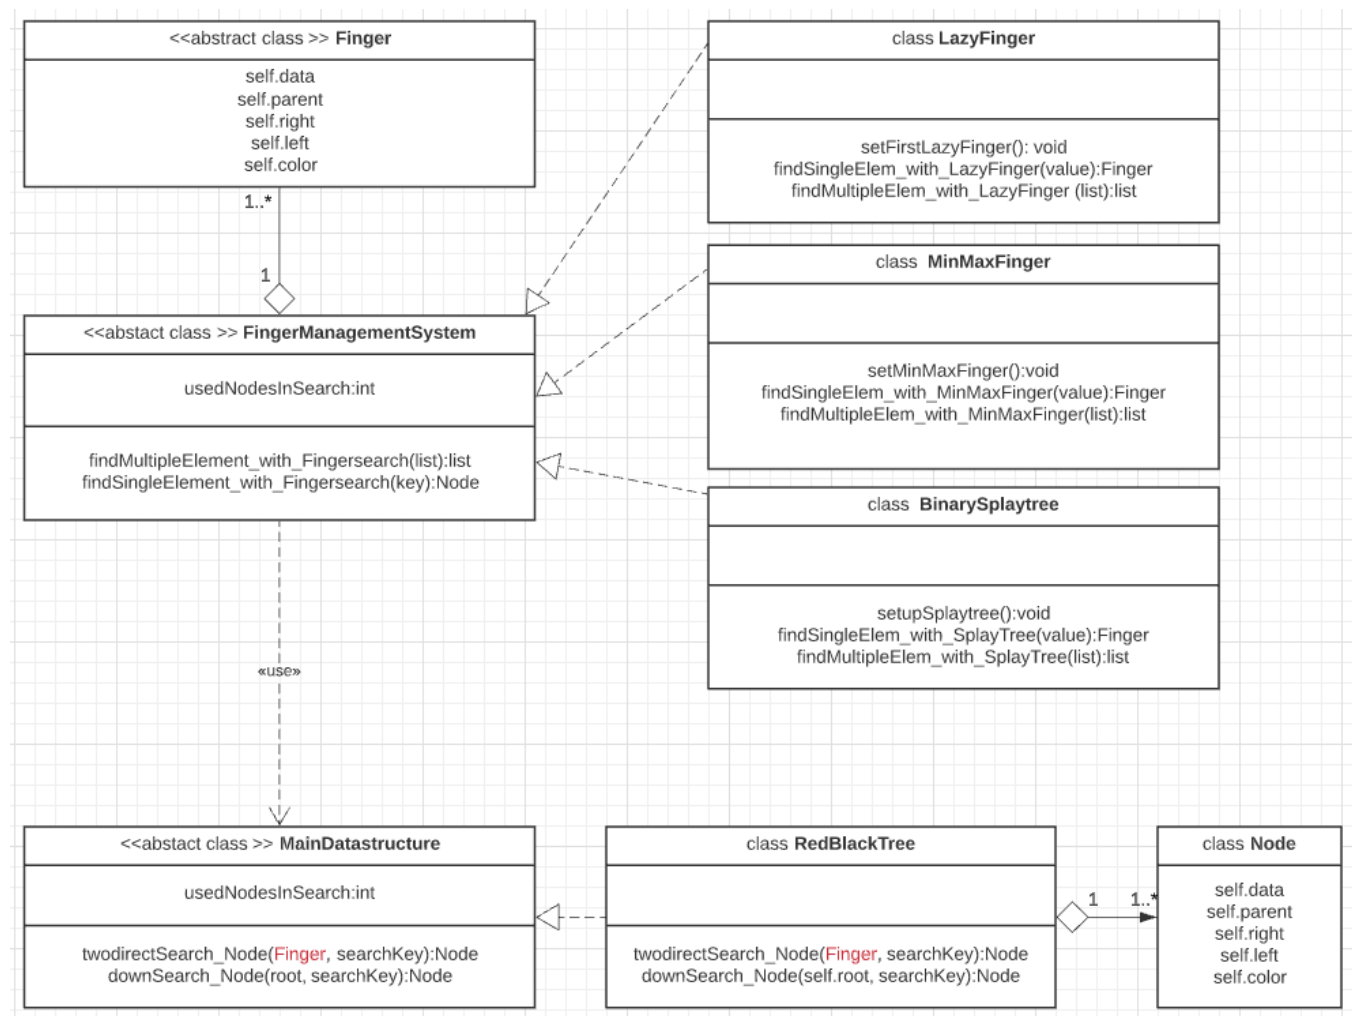 <<abstract class >> Finger
self.data
self.parent
self.right
self.left
self.color
1..*
1
<<abstact class >> FingerManagementSystem
usedNodesInSearch:int
findMultipleElement_with_Fingersearch(list):list
findSingleElement_with_Fingersearch(key):Node
class LazyFinger
setFirstLazyFinger(): void
findSingleElem_with_LazyFinger(value):Finger
findMultipleElem_with_LazyFinger (list):list
class MinMaxFinger
setMinMaxFinger():void
findSingleElem_with_MinMaxFinger(value):Finger
findMultipleElem_with_MinMaxFinger(list):list
class BinarySplaytree
setupSplaytree():void
findSingleElem_with_SplayTree(value):Finger
findMultipleElem_with_SplayTree(list):list
«use»
<<abstact class >> MainDatastructure
usedNodesInSearch:int
twodirectSearch_Node(Finger, searchKey):Node
downSearch_Node(root, searchKey):Node
class RedBlackTree
twodirectSearch_Node(Finger, searchKey):Node
downSearch_Node(self.root, searchKey):Node
1
1..*
class Node
self.data
self.parent
self.right
self.left
self.color